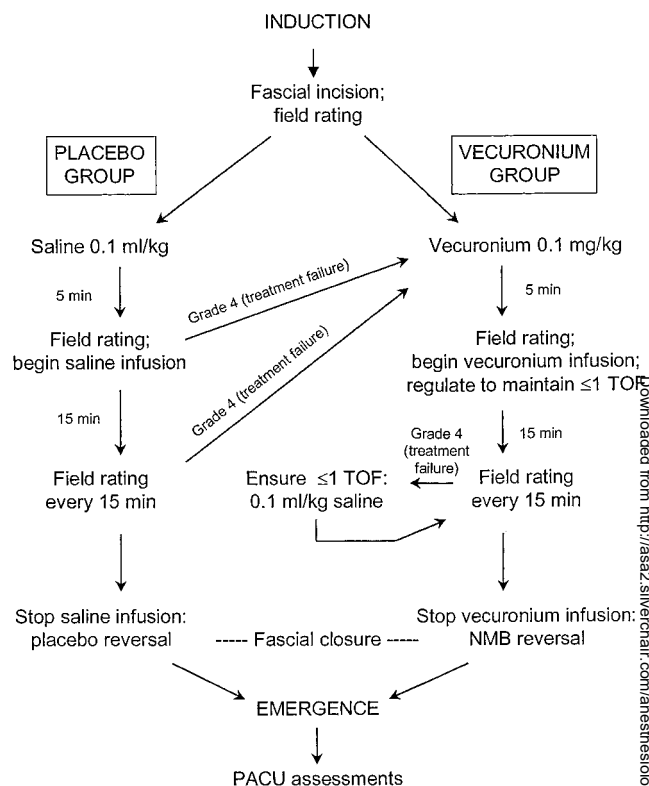 INDUCTION
Fascial incision;
field rating
PLACEBO
GROUP
VECURONIUM
GROUP
Saline 0.1 ml/kg
Vecuronium 0.1 mg/kg
5 min
Grade 4 (treatment failure)
5 min
Field rating;
begin saline infusion
Field rating;
begin vecuronium infusion;
regulate to maintain ≤1 TOF
Grade 4 (treatment failure)
15 min
Grade 4
(treatment
failure)
15 min
Field rating
every 15 min
Ensure ≤1 TOF:
0.1 ml/kg saline
Field rating
every 15 min
Stop saline infusion:
placebo reversal
----- Fascial closure -----
Stop vecuronium infusion:
NMB reversal
EMERGENCE
PACU assessments
Downloaded from http://asa2.silverchair.com/anesthesiolo